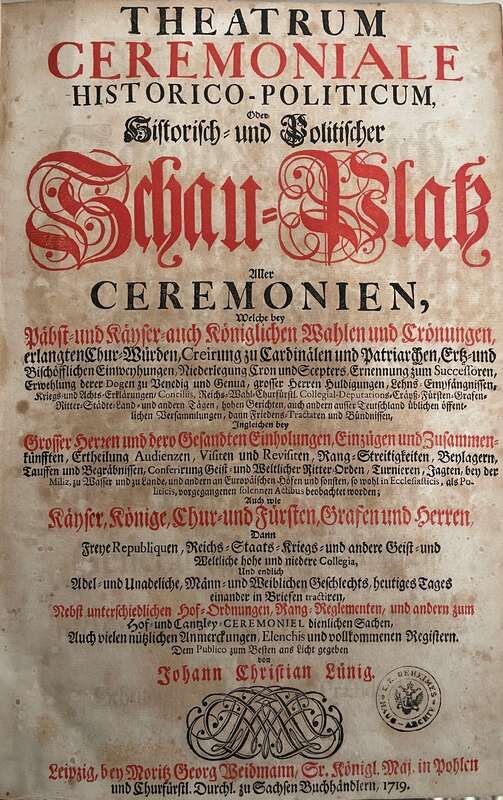 THEATRUM
CEREMONIALE
HISTORICO-POLITICUM,
Oder
Historisch- und Politischer
Schau-Platz
Aller
CEREMONIEN,
Welche bey
Päbst- und Käyser- auch Königlichen Wahlen und Crönungen,
erlangten Chur-Würden, Creirung zu Cardinälen und Patriarchen, Ertz- und
Bischöfflichen Einweyhungen, Niederlegung Cron und Scepters, Ernennung zum Successoren,
Erwehlung derer Dogen zu Venedig und Genua, grosser Herren Huldigungen, Lehns-Empfängnissen,
Kriegs- und Achts-Erklärungen, Conciliis, Reichs-Wahl-Churfürstl. Collegial-Deputations-Cräyß-Fürsten-Grafen-
Ritter-Städte-Land- und andern Tägen, hohen Gerichten, auch andern ausser Teutschland üblichen öffent-
lichen Versammlungen, dann Friedens-Tractaten und Bündnissen,
Ingleichen bey
Grosser Herren und dero Gesandten Einholungen, Einzügen und Zusammen-
künfften, Ertheilung Audienzen, Visiten und Revisiten, Rang-Streitigkeiten, Beylagern,
Tauffen und Begräbnissen, Conferirung Geist- und Weltlicher Ritter-Orden, Turnieren, Jagten, bey der
Miliz, zu Wasser und zu Lande, und andern an Europäischen Höfen und sonsten, so wohl in Ecclesiasticis, als Po-
liticis, vorgegangenen solennen Actibus beobachtet worden;
Auch wie
Käyser, Könige, Chur- und Fürsten, Grafen und Herren,
Dann
Freye Republiquen, Reichs-Staats-Kriegs- und andere Geist- und
Weltliche hohe und niedere Collegia,
Und endlich
Adel- und Unadeliche, Männ- und Weiblichen Geschlechts, heutiges Tages
einander in Briefen tractiren,
Nebst unterschiedlichen Hof-Ordnungen, Rang-Reglementen, und andern zum
Hof- und Cantzley-CEREMONIEL dienlichen Sachen,
Auch vielen nützlichen Anmerckungen, Elenchis und vollkommenen Registern.
Dem Publico zum Besten ans Licht gegeben
von
Johann Christian Lünig.
K. K. GEHEIMES
HAUS-ARCHIV
Leipzig, bey Moritz Georg Weidmann, Sr. Königl. Maj. in Pohlen
und Churfürstl. Durchl. zu Sachsen Buchhändlern, 1719.